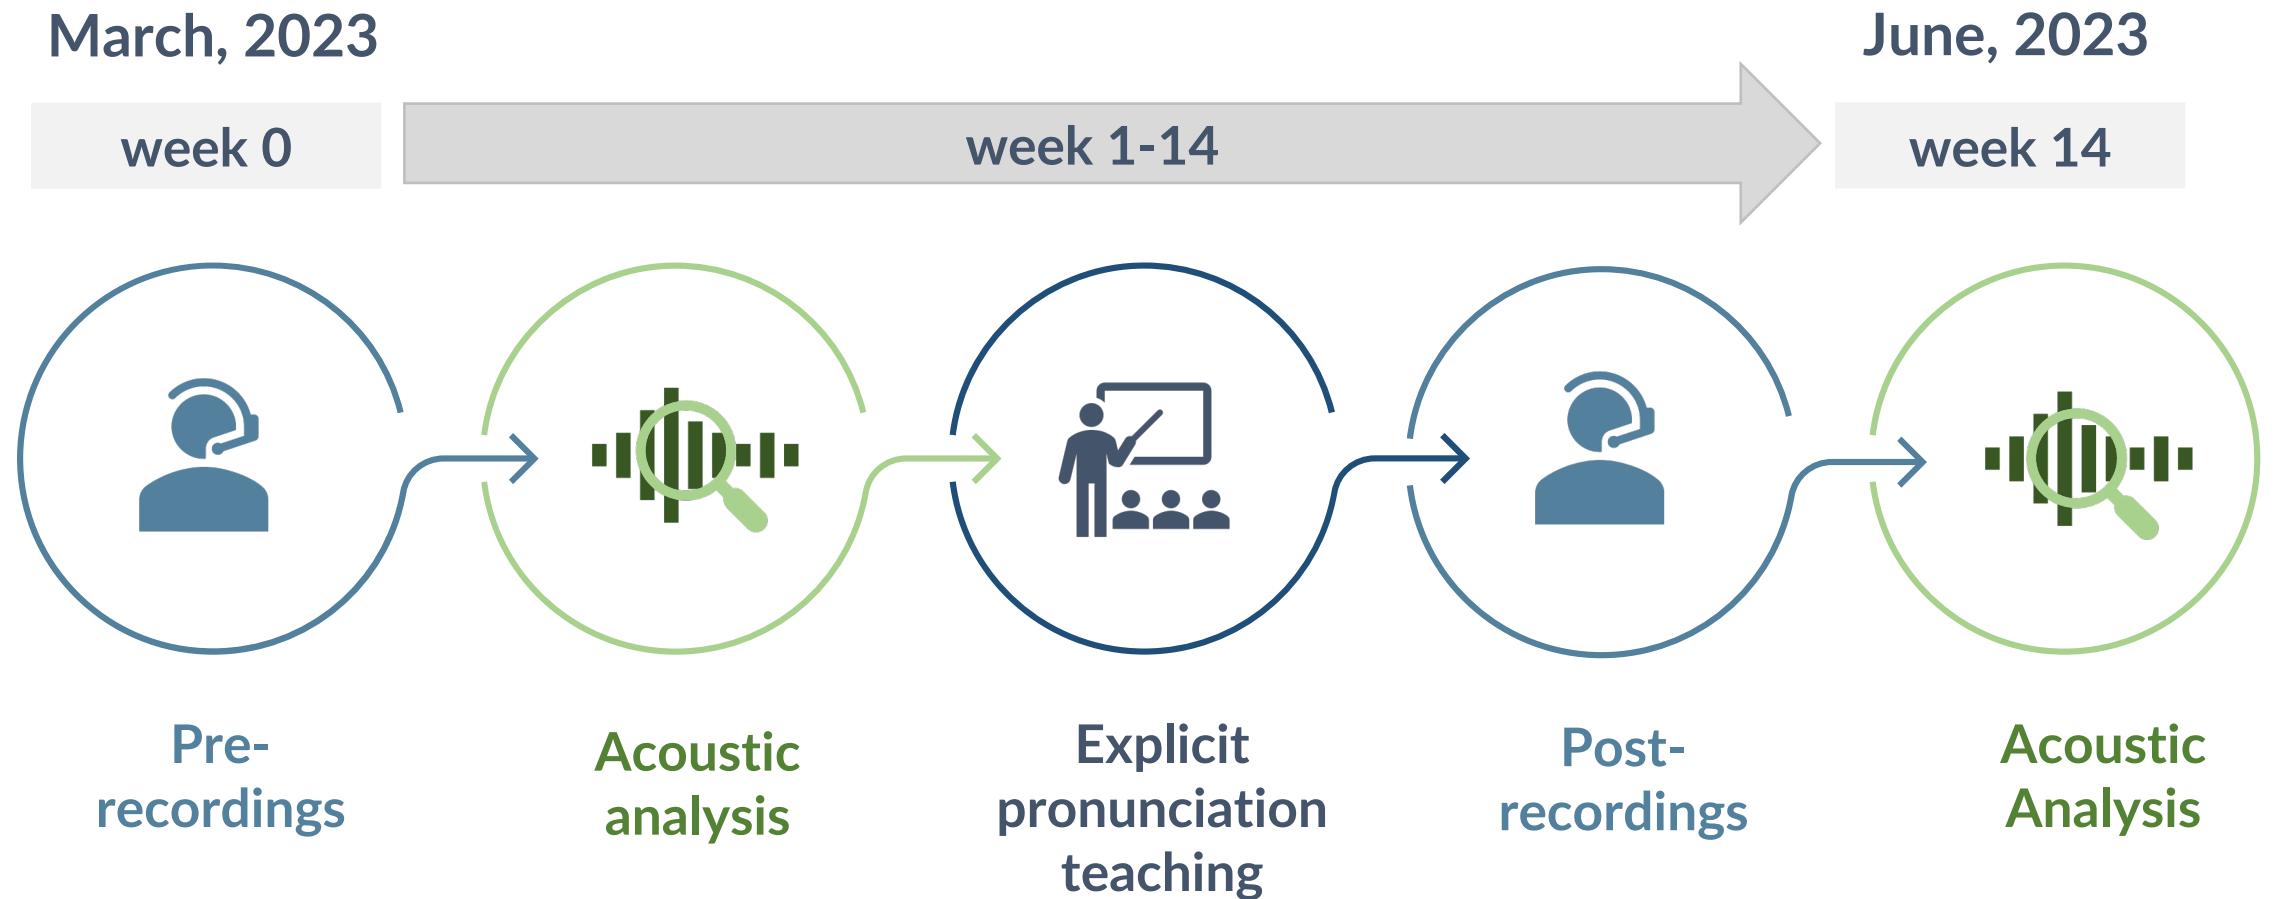 March, 2023
June, 2023
week 0
week 1-14
week 14
Pre-
recordings
Acoustic
analysis
Explicit
pronunciation
teaching
Post-
recordings
Acoustic
Analysis